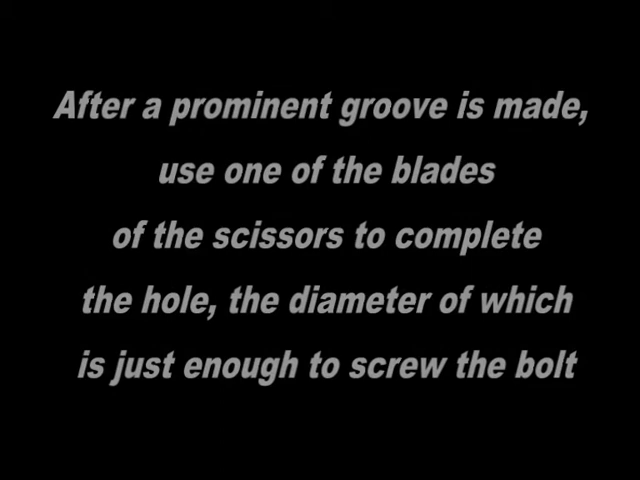 After a prominent groove is made,
use one of the blades
of the scissors to complete
the hole, the diameter of which
is just enough to screw the bolt